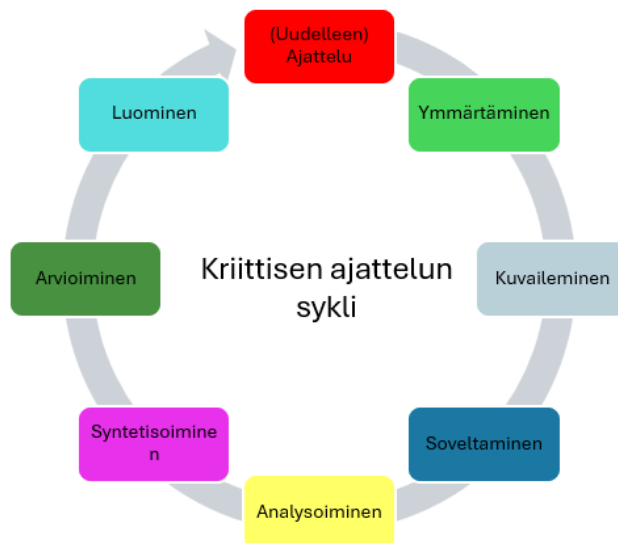 (Uudelleen)
Ajattelu
Ymmärtäminen
Kuvaileminen
Soveltaminen
Analysoiminen
Syntetisoimine
n
Arvioiminen
Luominen
Kriittisen ajattelun
sykli